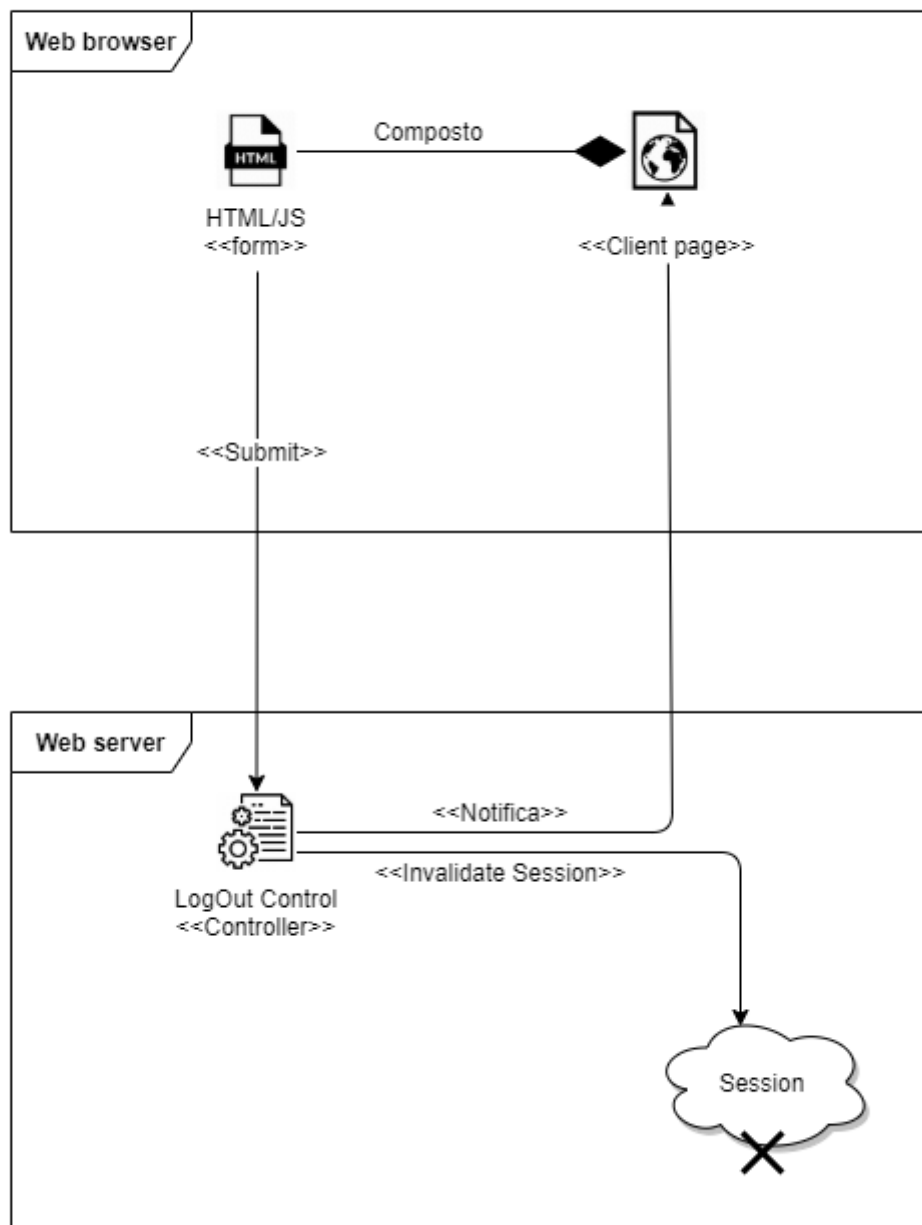 Web browser
Composto
HTML
HTML/JS
<<form>>
<<Client page>>
<<Submit>>
Web server
<<Notifica>>
<<Invalidate Session>>
LogOut Control
<<Controller>>
Session